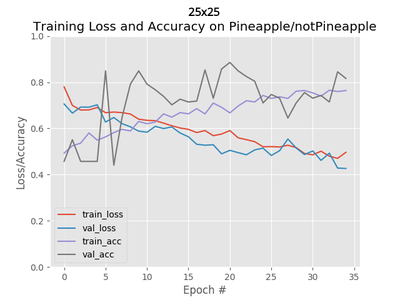 25x25
Training Loss and Accuracy on Pineapple/notPineapple
1.0
0.8
0.6
0.4
0.2
0.0
Loss/Accuracy
train_loss
val_loss
train_acc
val_acc
0 5 10 15 20 25 30 35
Epoch #